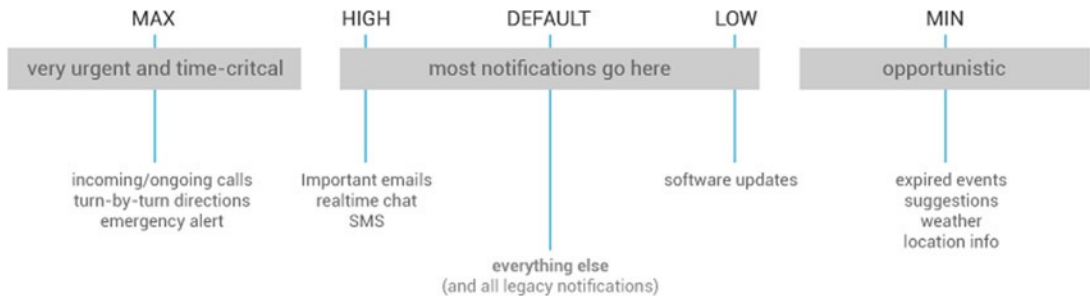 MAX
HIGH
DEFAULT
LOW
MIN
very urgent and time-critcal
most notifications go here
opportunistic
incoming/ongoing calls
turn-by-turn directions
emergency alert
Important emails
realtime chat
SMS
software updates
expired events
suggestions
weather
location info
everything else
(and all legacy notifications)